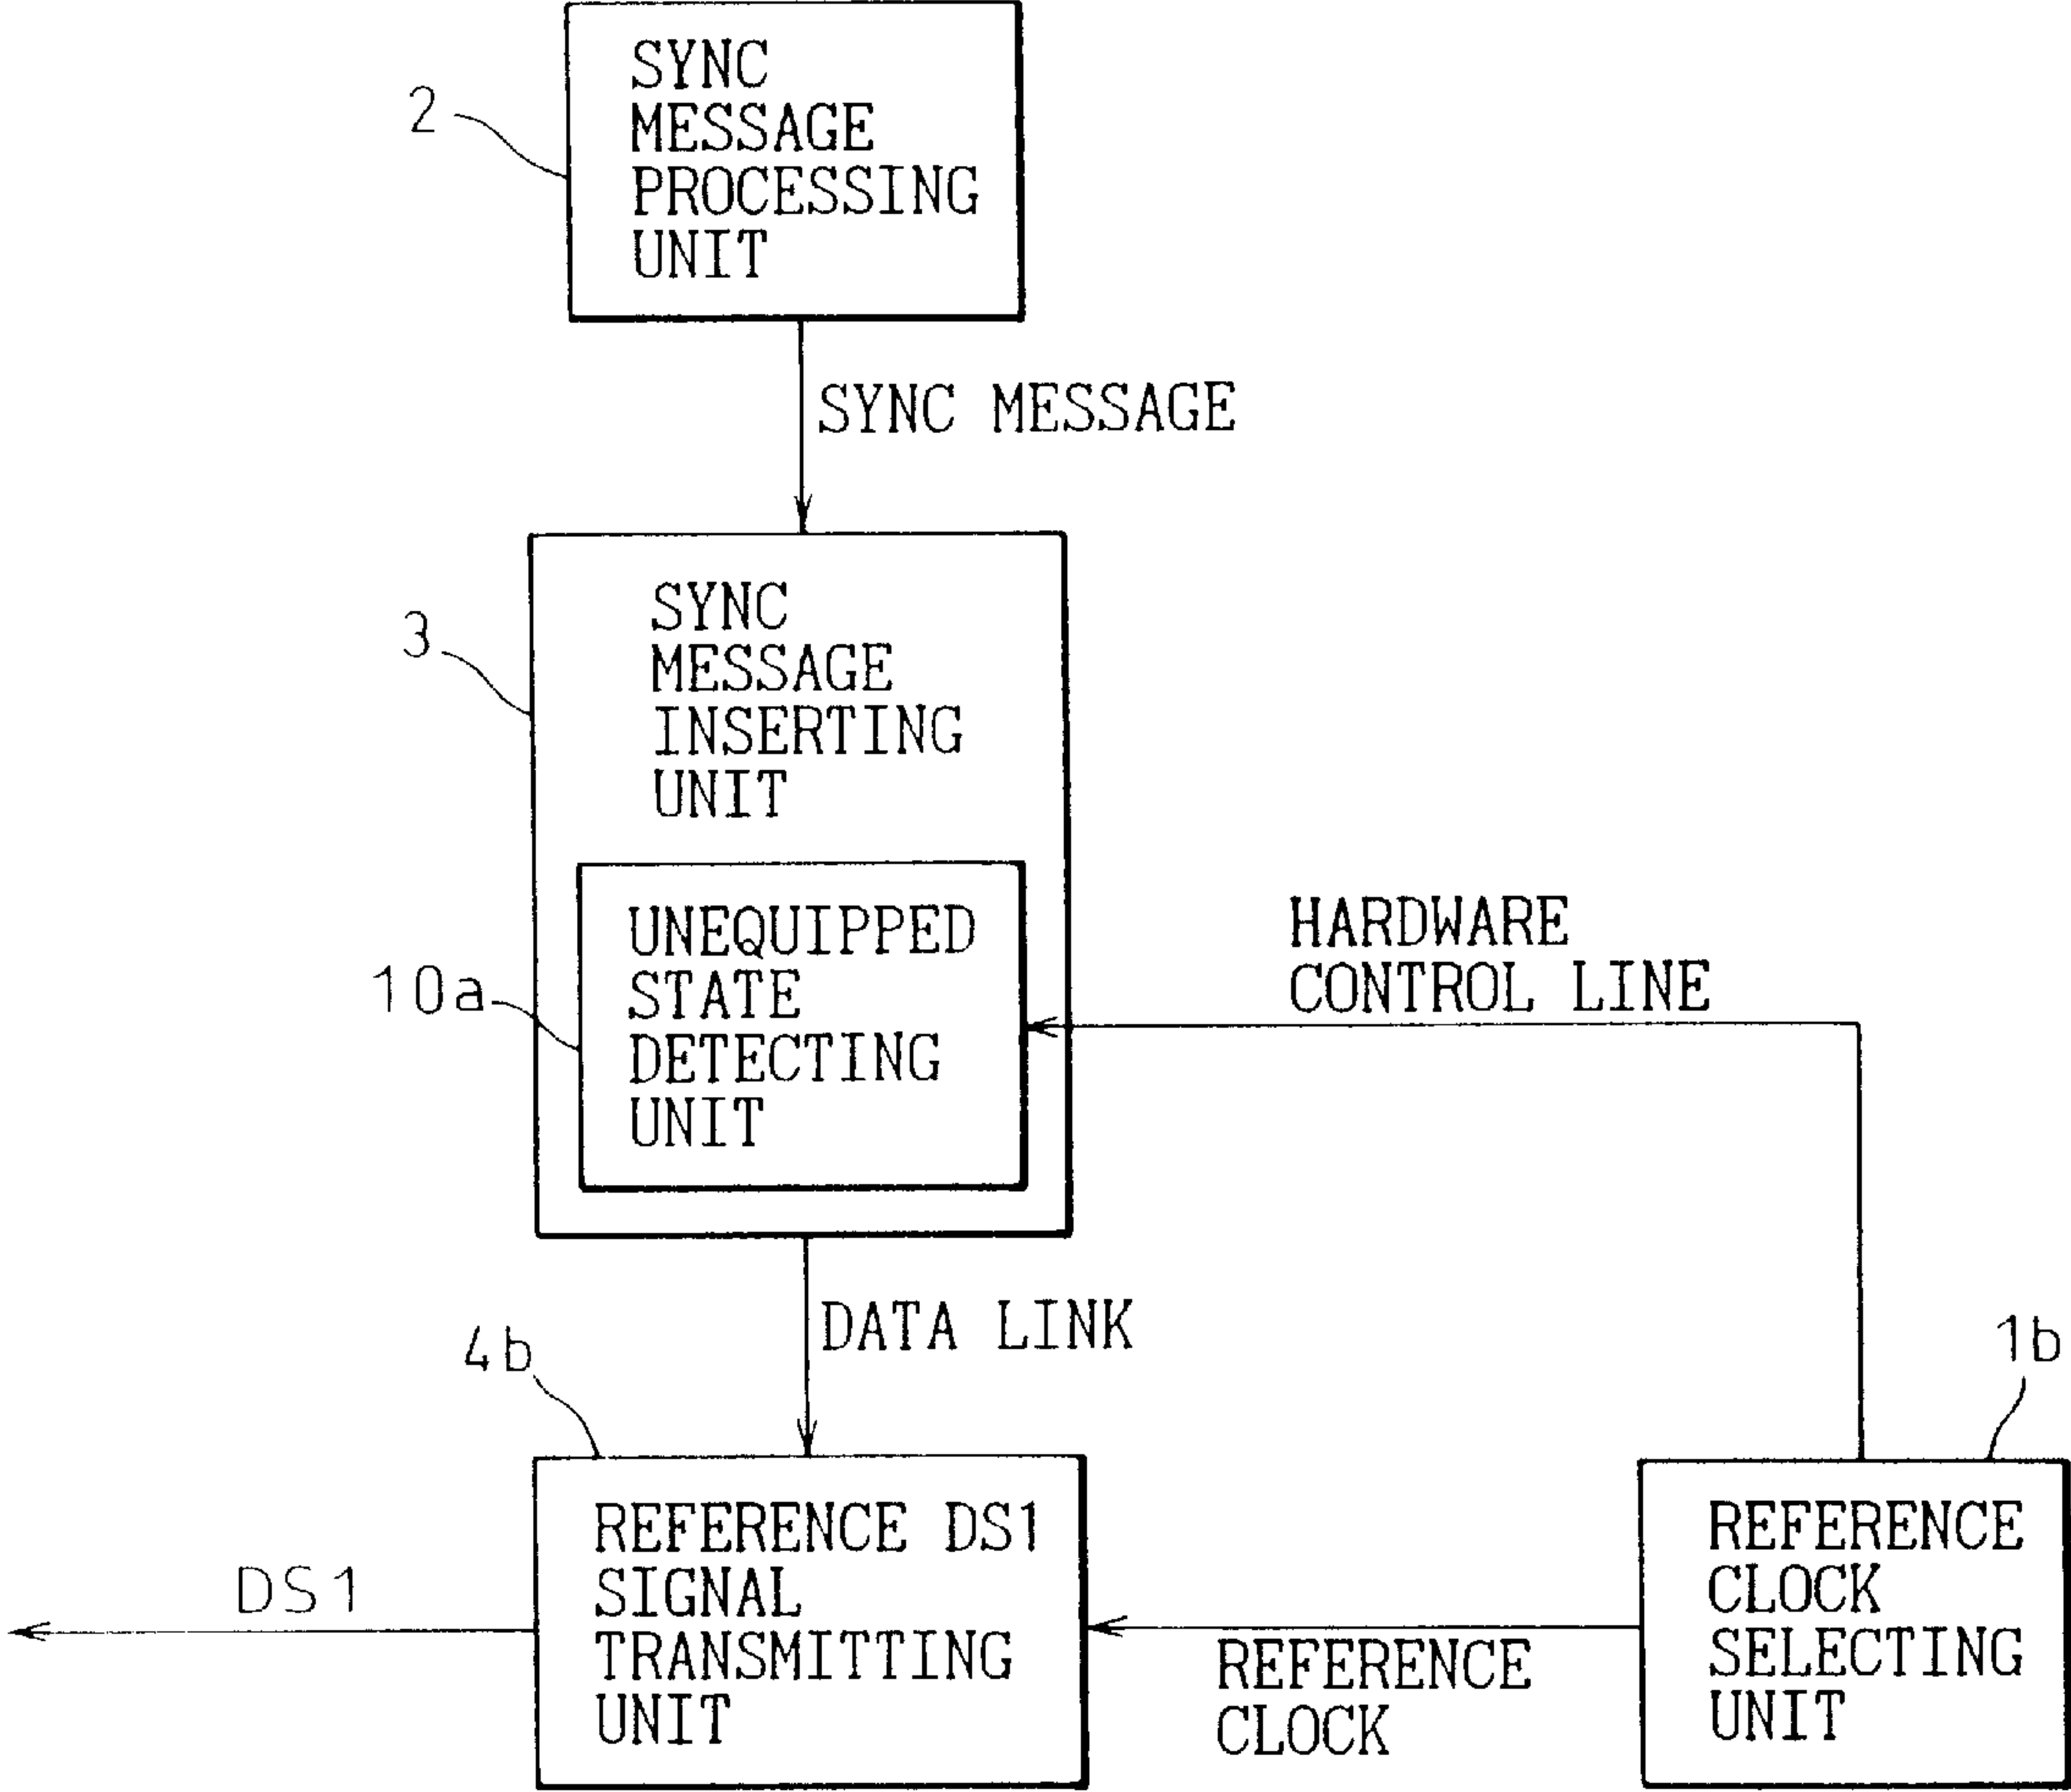 SYNC
MESSAGE
PROCESSING
UNIT
2
SYNC MESSAGE
SYNC
MESSAGE
INSERTING
UNIT
3
UNEQUIPPED
STATE
DETECTING
UNIT
10a
HARDWARE
CONTROL LINE
DATA LINK
4b
1b
REFERENCE DS1
SIGNAL
TRANSMITTING
UNIT
DS1
REFERENCE
CLOCK
REFERENCE
CLOCK
SELECTING
UNIT